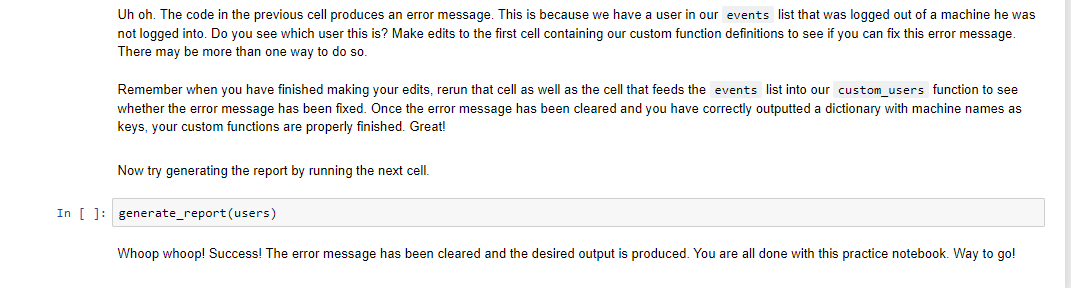 Uh oh. The code in the previous cell produces an error message. This is because we have a user in our events list that was logged out of a machine he was
not logged into. Do you see which user this is? Make edits to the first cell containing our custom function definitions to see if you can fix this error message.
There may be more than one way to do so.
Remember when you have finished making your edits, rerun that cell as well as the cell that feeds the events list into our custom_users function to see
whether the error message has been fixed. Once the error message has been cleared and you have correctly outputted a dictionary with machine names as
keys, your custom functions are properly finished. Great!
Now try generating the report by running the next cell.
In [ ]: generate_report(users)
Whoop whoop! Success! The error message has been cleared and the desired output is produced. You are all done with this practice notebook. Way to go!